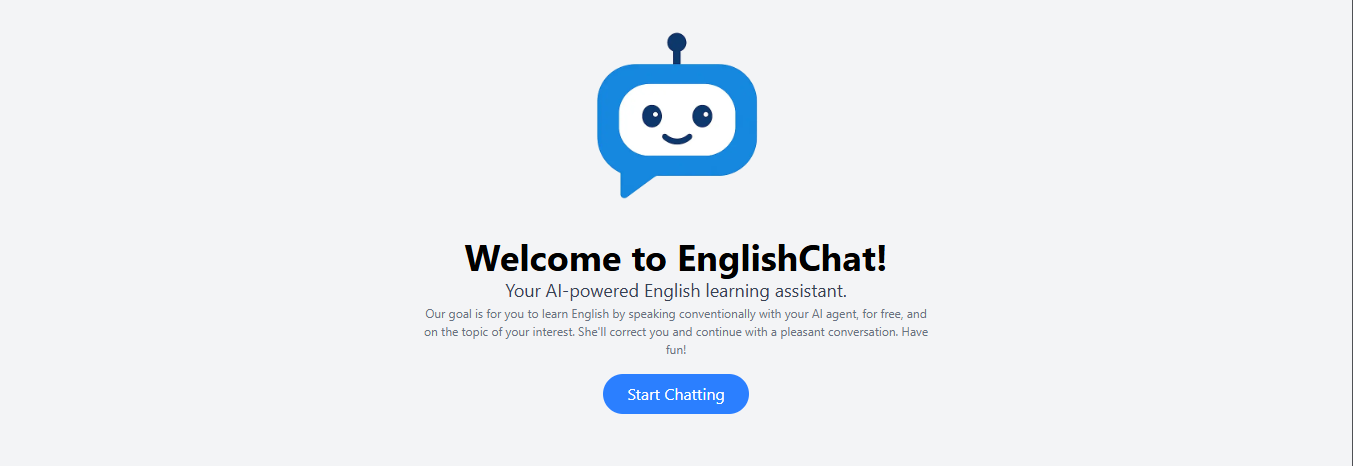 Welcome to EnglishChat!
Your AI-powered English learning assistant.
Our goal is for you to learn English by speaking conventionally with your AI agent, for free, and
on the topic of your interest. She'll correct you and continue with a pleasant conversation. Have
fun!
Start Chatting